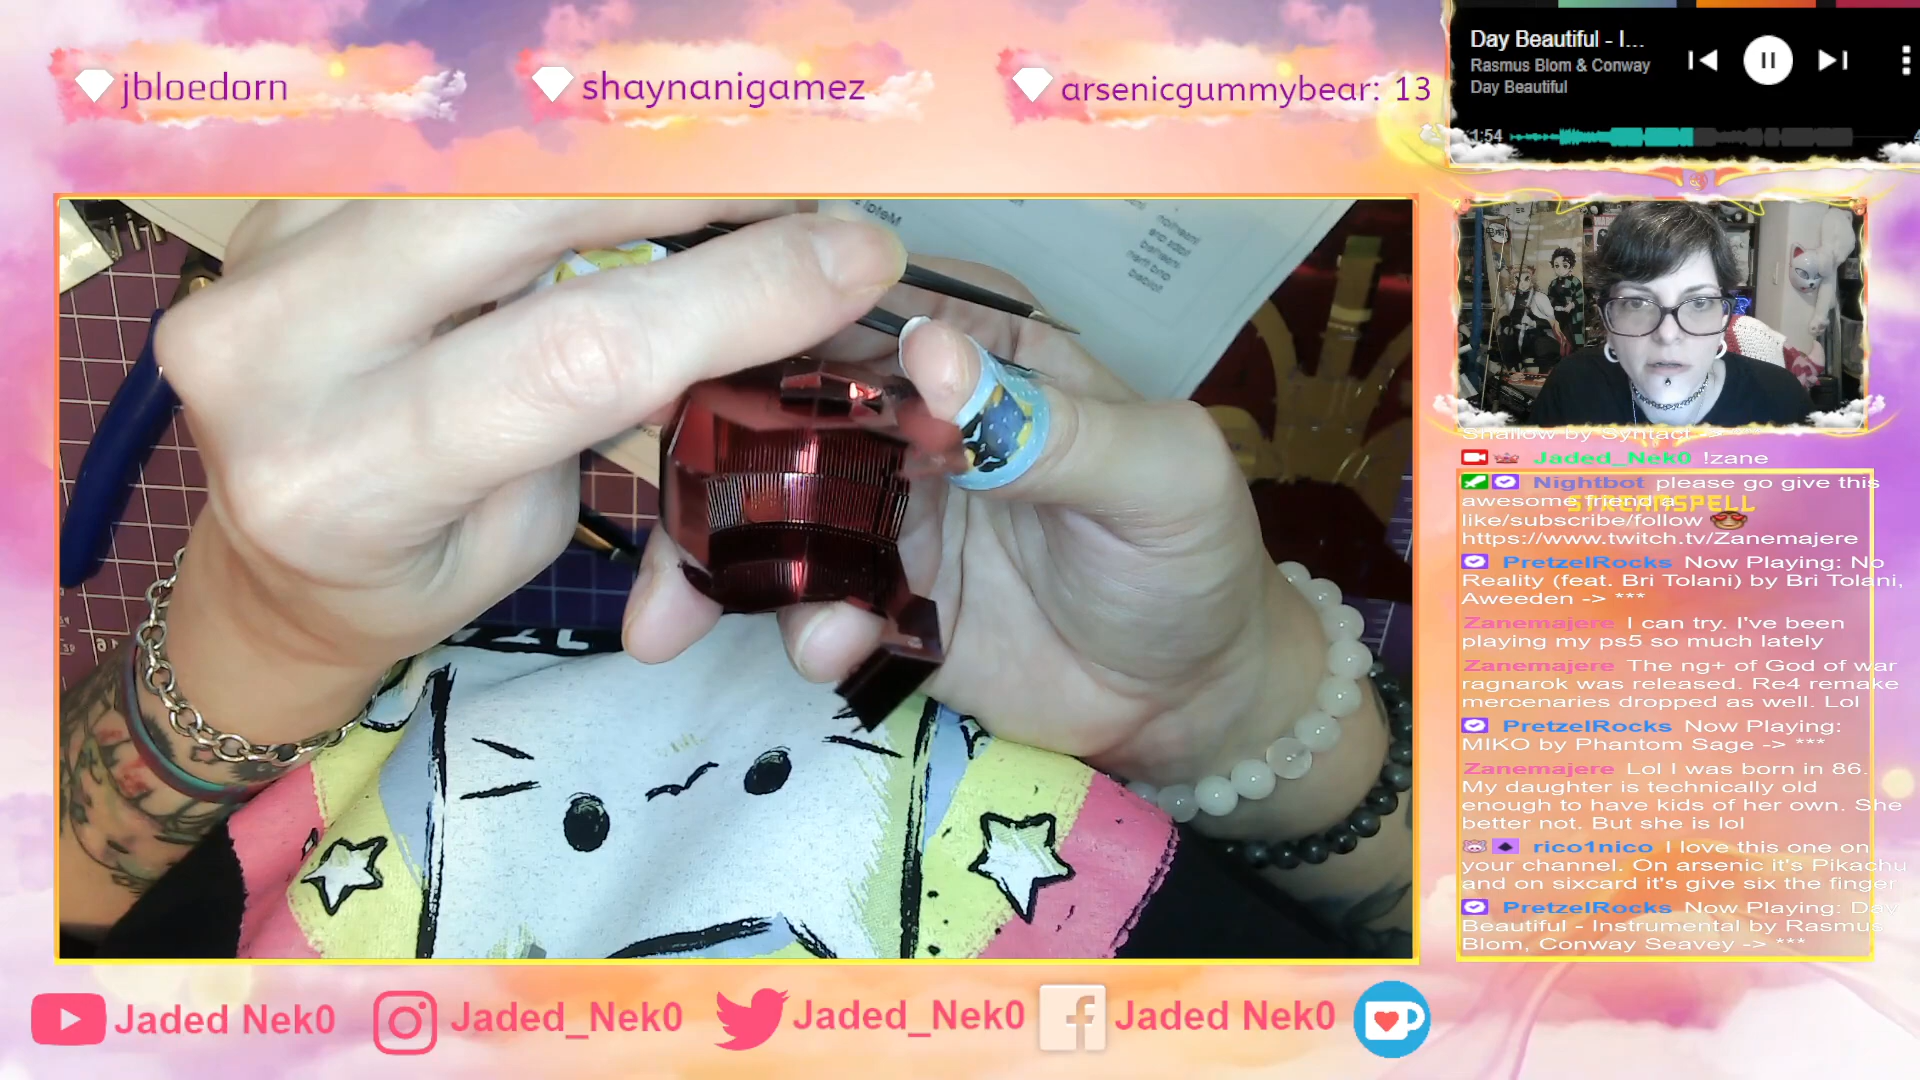 jbloedorn
shaynanigamez
arsenicgummybear: 13
Day Beautiful - I...
Rasmus Blom & Conway
Day Beautiful
1:54
Jaded_Nek0 !zane
Nightbot please go give this
awesome friend a
like/subscribe/follow
STREAMSPELL
https://www.twitch.tv/Zanemajere
PretzelRocks Now Playing: No
Reality (feat. Bri Tolani) by Bri Tolani,
Aweeden -> ***
Zanemajere I can try. I've been
playing my ps5 so much lately
Zanemajere The ng+ of God of war
ragnarok was released. Re4 remake
mercenaries dropped as well. Lol
PretzelRocks Now Playing:
MIKO by Phantom Sage -> ***
Zanemajere Lol I was born in 86.
My daughter is technically old
enough to have kids of her own. She
better not. But she is lol
rico1nico I love this one on
your channel. On arsenic it's Pikachu
and on sixcard it's give six the finger
PretzelRocks Now Playing: Day
Beautiful - Instrumental by Rasmus
Blom, Conway Seavey -> ***
Jaded Nek0
Jaded_Nek0
Jaded_Nek0
Jaded Nek0